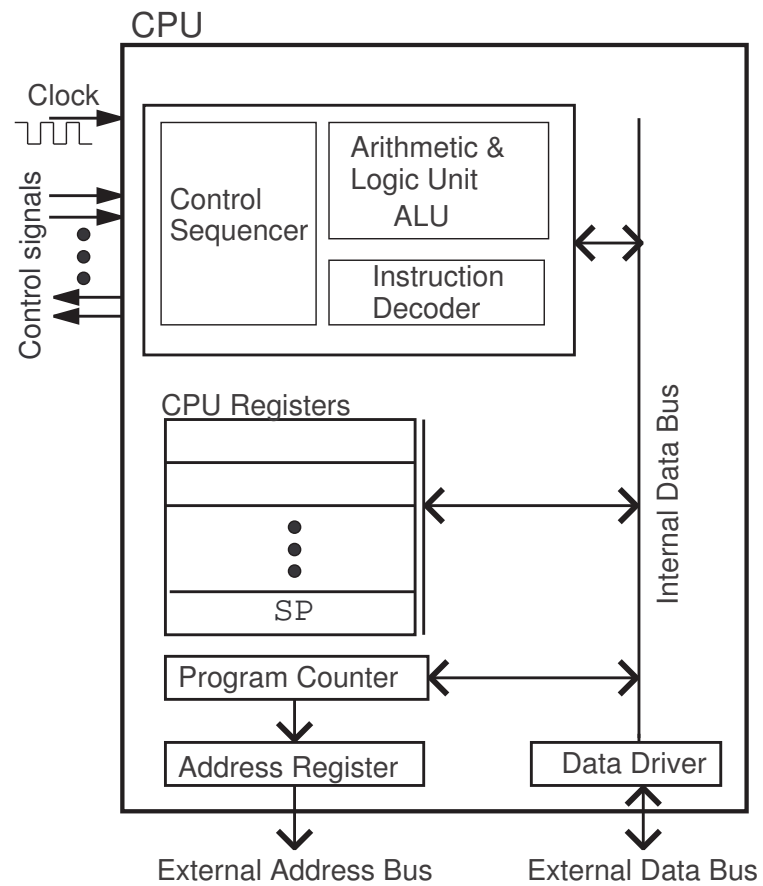 CPU
Clock
Control signals
Control
Sequencer
Arithmetic &
Logic Unit
ALU
Instruction
Decoder
CPU Registers
SP
Internal Data Bus
Program Counter
Address Register
Data Driver
External Address Bus
External Data Bus